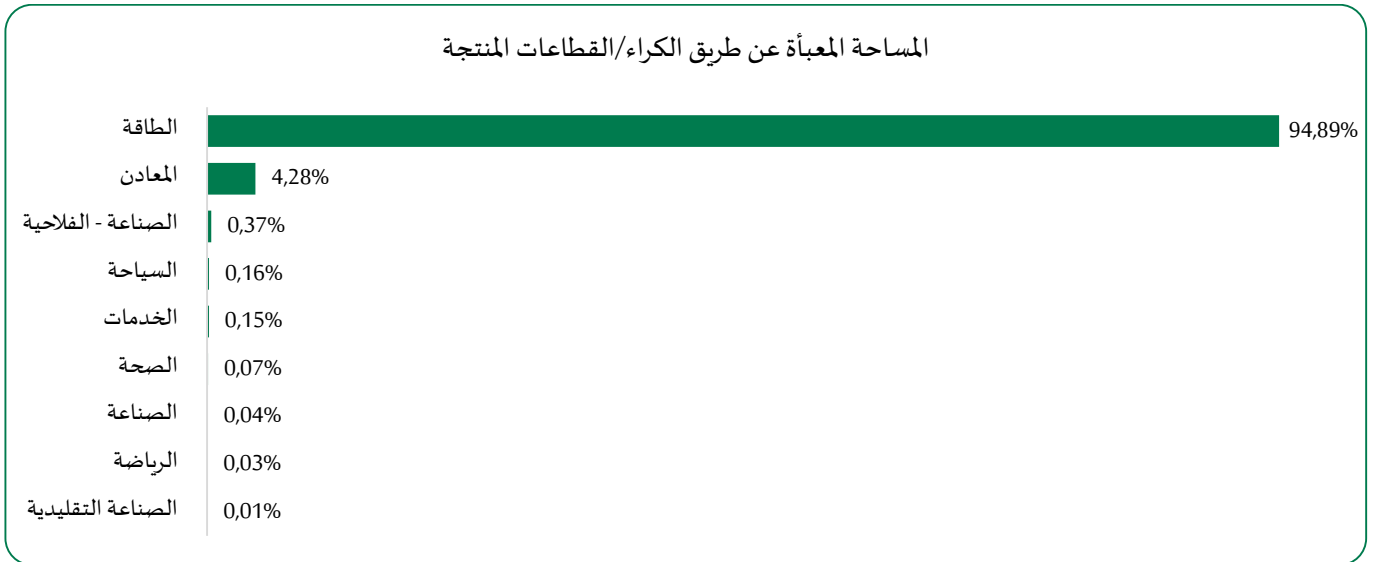 المساحة المعبأة عن طريق الكراء/القطاعات المنتجة
الطاقة 94,89%
المعادن 4,28%
الصناعة - الفلاحية 0,37%
السياحة 0,16%
الخدمات 0,15%
الصحة 0,07%
الصناعة 0,04%
الرياضة 0,03%
الصناعة التقليدية 0,01%